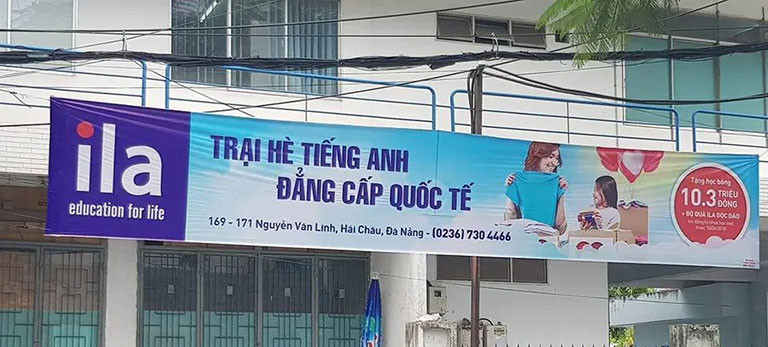 ila
education for life
TRẠI HÈ TIẾNG ANH
ĐẲNG CẤP QUỐC TẾ
169 - 171 Nguyễn Văn Linh, Hải Châu, Đà Nẵng - (0236) 730 4466
Tặng học bổng
10.3 TRIỆU
ĐỒNG
+ BỘ QUÀ ILA ĐỘC ĐÁO